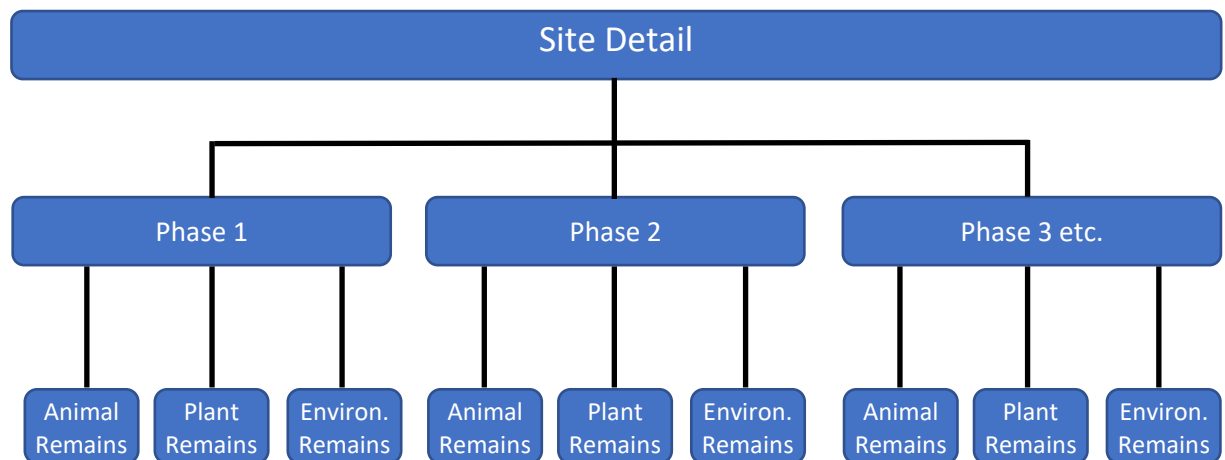 Site Detail
Phase 1
Phase 2
Phase 3 etc.
Animal
Remains
Plant
Remains
Environ.
Remains
Animal
Remains
Plant
Remains
Environ.
Remains
Animal
Remains
Plant
Remains
Environ.
Remains